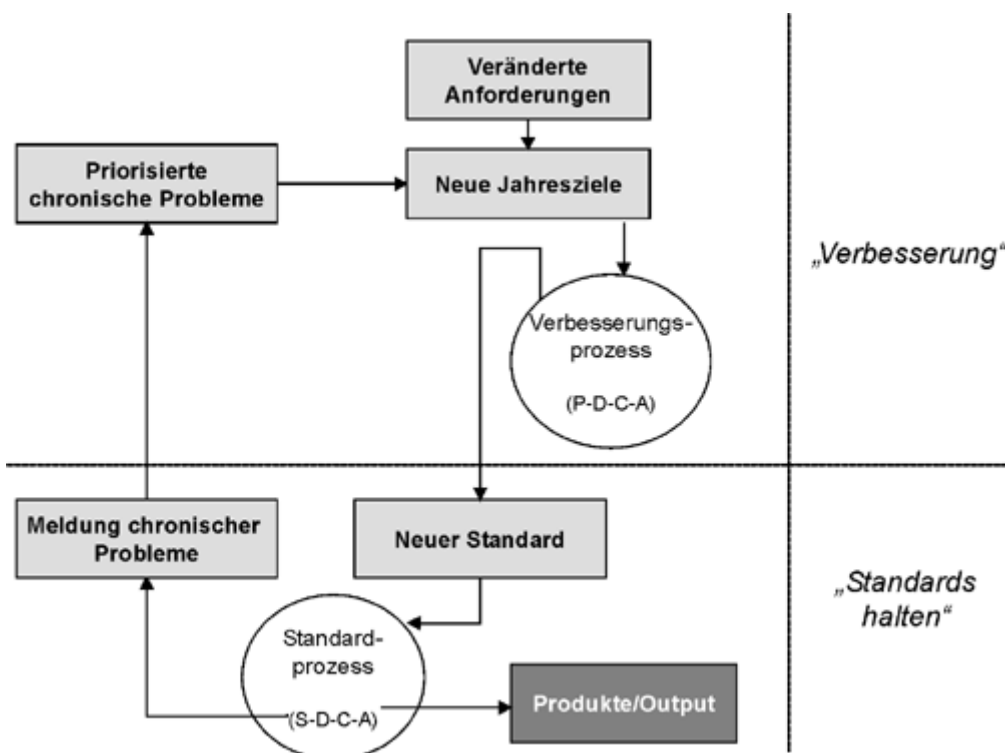 Veränderte
Anforderungen
Priorisierte
chronische Probleme
Neue Jahresziele
„Verbesserung“
Verbesserungs-
prozess
(P-D-C-A)
Meldung chronischer
Probleme
Neuer Standard
„Standards
halten“
Standard-
prozess
(S-D-C-A)
Produkte/Output